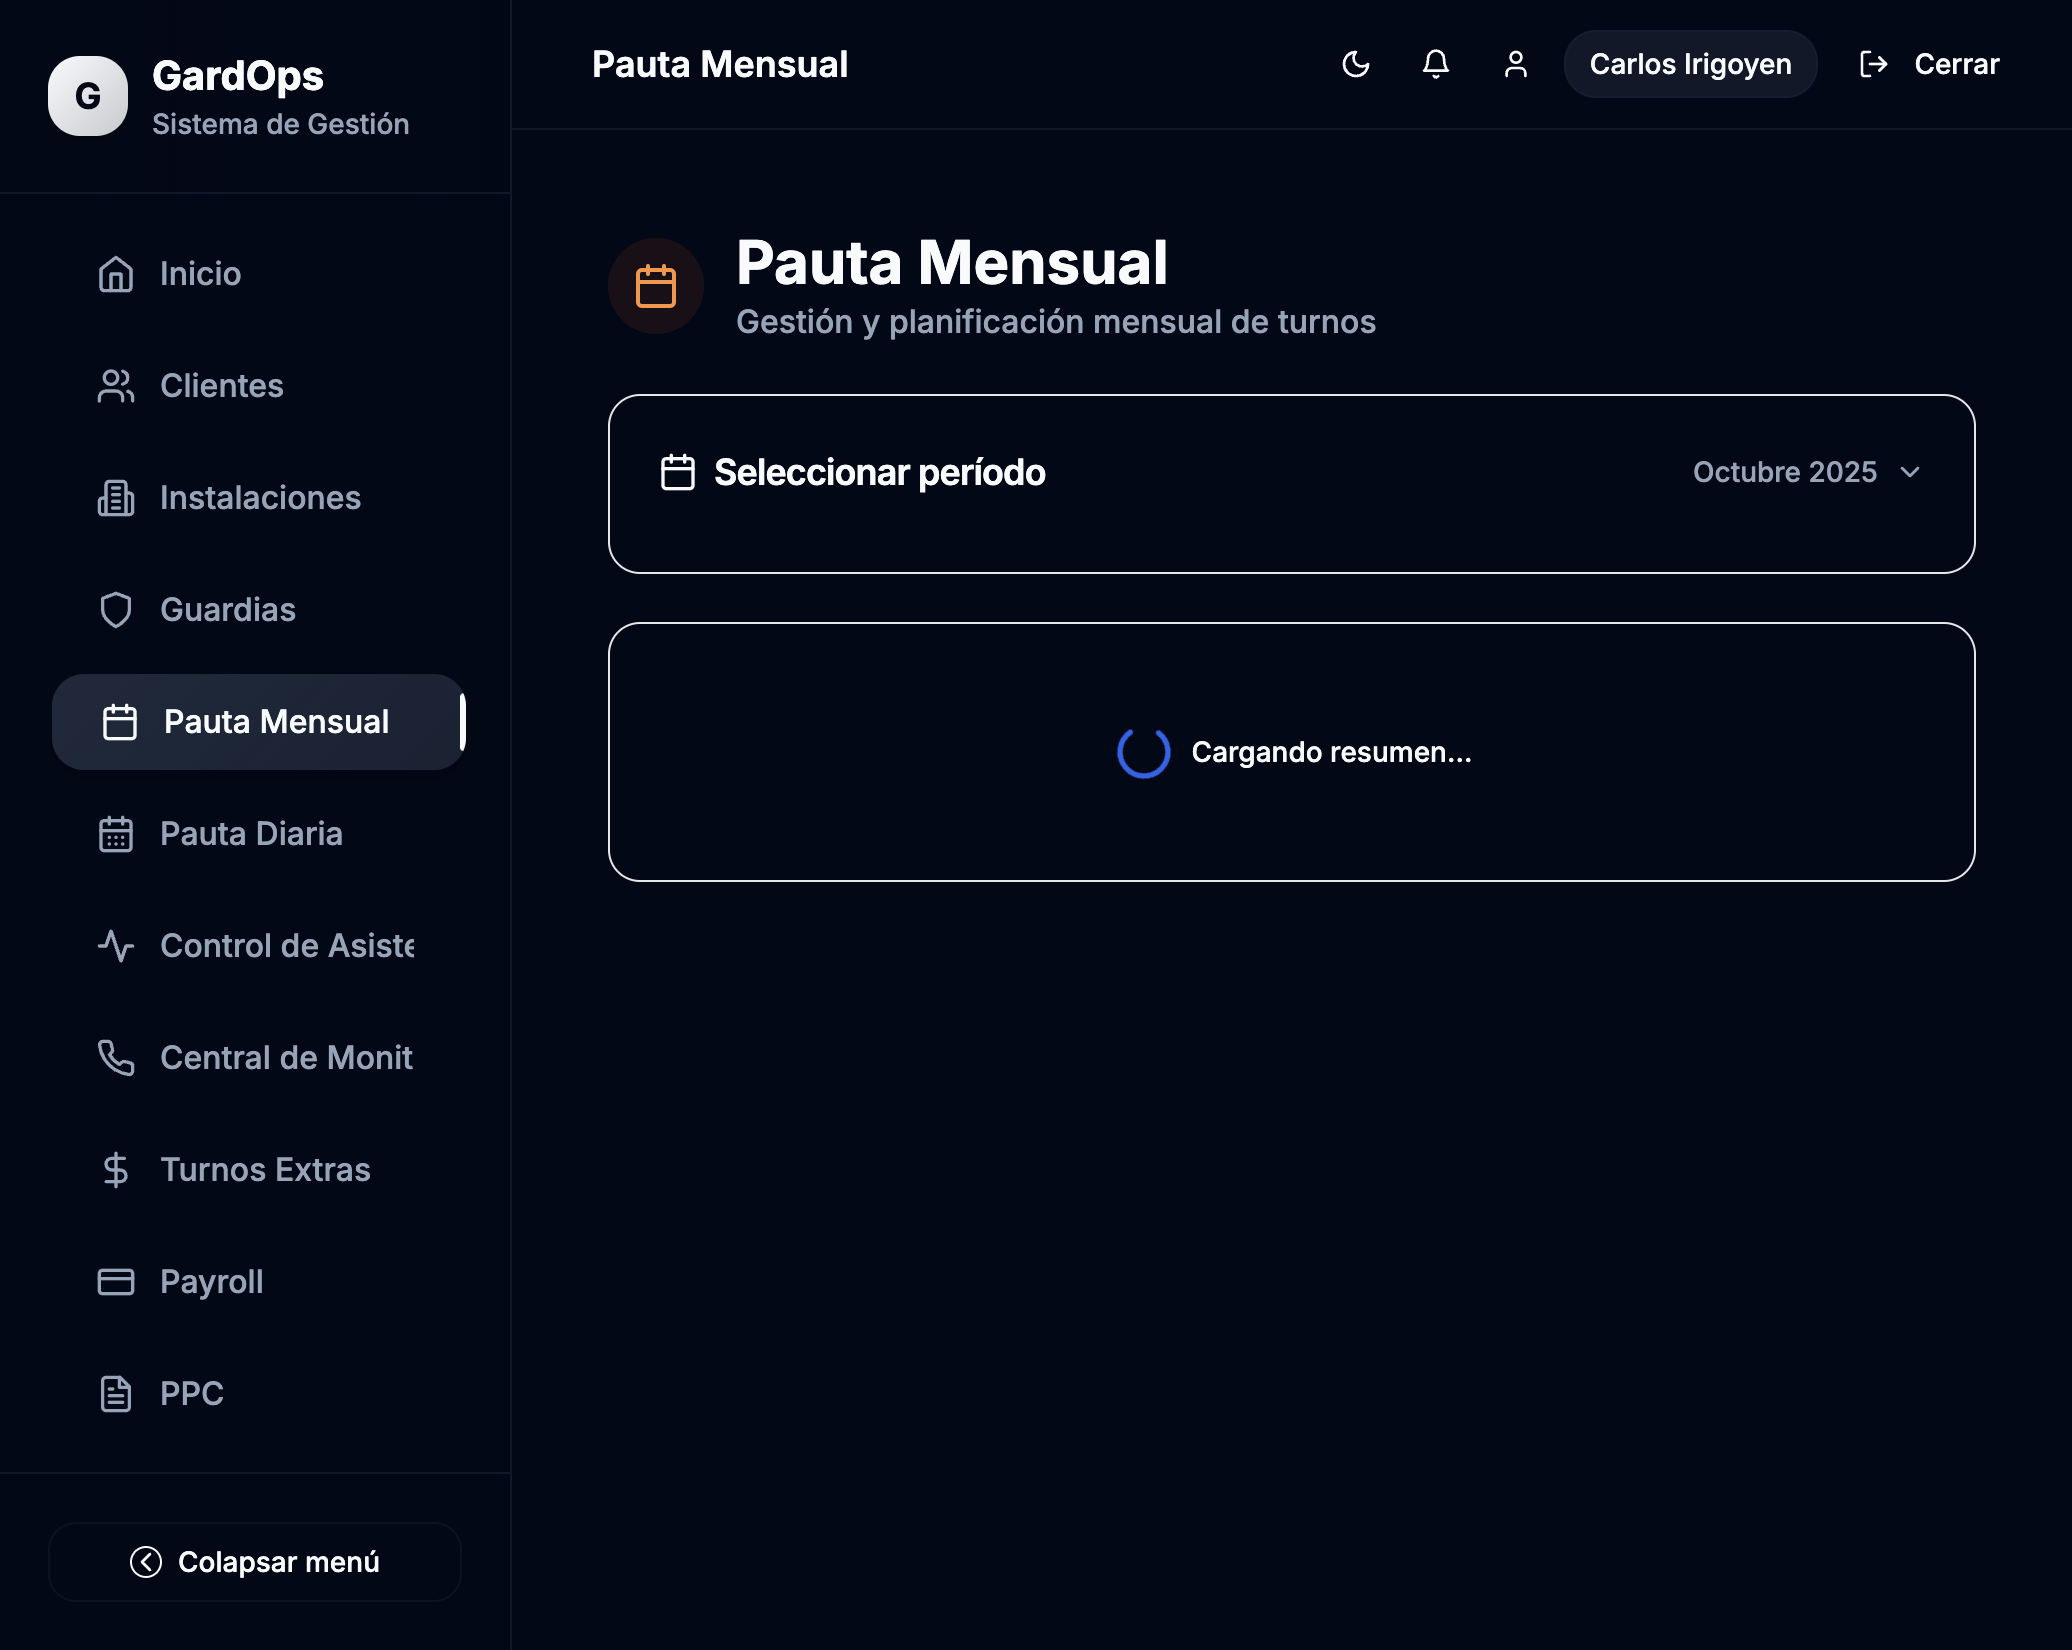 G
GardOps
Sistema de Gestión
Inicio
Clientes
Instalaciones
Guardias
Pauta Mensual
Pauta Diaria
Control de Asiste
Central de Monit
Turnos Extras
Payroll
PPC
Colapsar menú
Pauta Mensual
Carlos Irigoyen
Cerrar
Pauta Mensual
Gestión y planificación mensual de turnos
Seleccionar período
Octubre 2025
Cargando resumen...